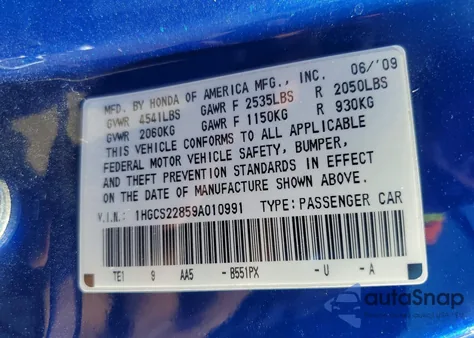 MFD. BY HONDA OF AMERICA MFG., INC. 06/'09
GVWR 4541LBS GAWR F 2535LBS R 2050LBS
GVWR 2060KG GAWR F 1150KG R 930KG
THIS VEHICLE CONFORMS TO ALL APPLICABLE
FEDERAL MOTOR VEHICLE SAFETY, BUMPER,
AND THEFT PREVENTION STANDARDS IN EFFECT
ON THE DATE OF MANUFACTURE SHOWN ABOVE.
V.I.N.: 1HGCS22859A010991 TYPE: PASSENGER CAR
TE1 9 AA5 - B551PX - U - A
autoSnap